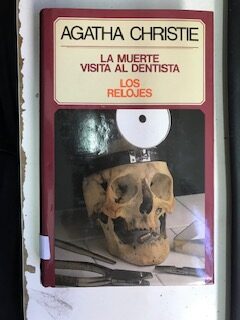 AGATHA CHRISTIE
LA MUERTE
VISITA AL DENTISTA
LOS
RELOJES